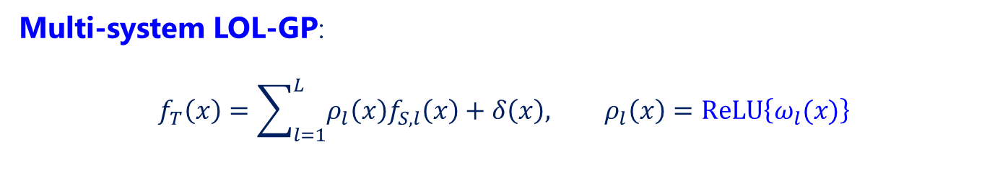 Multi-system LOL-GP:
f_T(x) = ∑_{l=1}^{L} ρ_l(x)f_{S,l}(x) + δ(x), ρ_l(x) = ReLU{ω_l(x)}